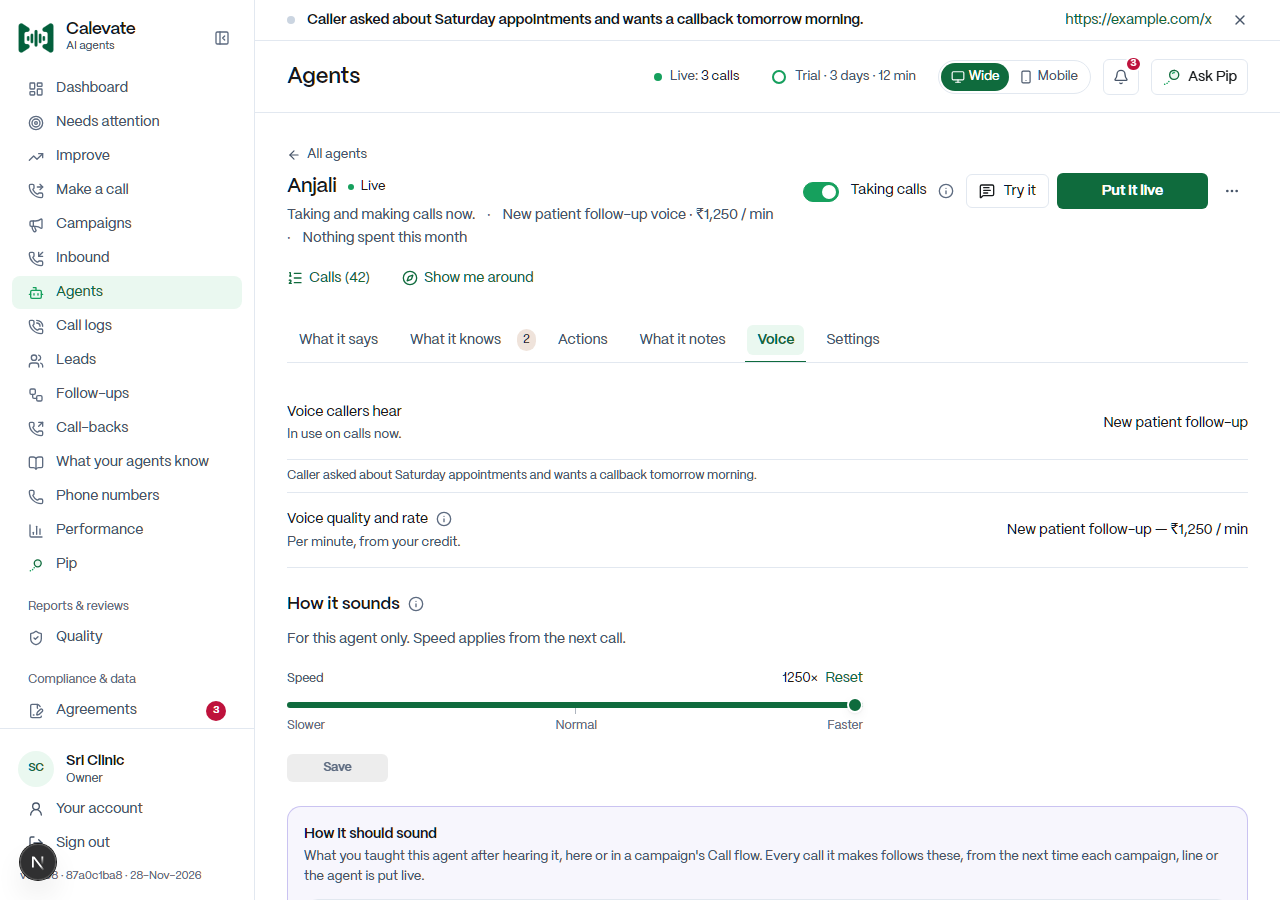 Calevate
AI agents
Dashboard
Needs attention
Improve
Make a call
Campaigns
Inbound
Agents
Call logs
Leads
Follow-ups
Call-backs
What your agents know
Phone numbers
Performance
Pip
Reports & reviews
Quality
Compliance & data
Agreements 3
SC
Sri Clinic
Owner
Your account
Sign out
N
87a0c1ba8 · 28-Nov-2026
Caller asked about Saturday appointments and wants a callback tomorrow morning. https://example.com/x
Agents
Live: 3 calls
Trial · 3 days · 12 min
Wide
Mobile
3
Ask Pip
All agents
Anjali
Live
Taking calls
Try it
Put it live
Taking and making calls now. · New patient follow-up voice · ₹1,250 / min
· Nothing spent this month
Calls (42)
Show me around
What it says
What it knows 2
Actions
What it notes
Voice
Settings
Voice callers hear
In use on calls now.
New patient follow-up
Caller asked about Saturday appointments and wants a callback tomorrow morning.
Voice quality and rate
Per minute, from your credit.
New patient follow-up — ₹1,250 / min
How it sounds
For this agent only. Speed applies from the next call.
Speed
1250× Reset
Slower
Normal
Faster
Save
How it should sound
What you taught this agent after hearing it, here or in a campaign's Call flow. Every call it makes follows these, from the next time each campaign, line or
the agent is put live.